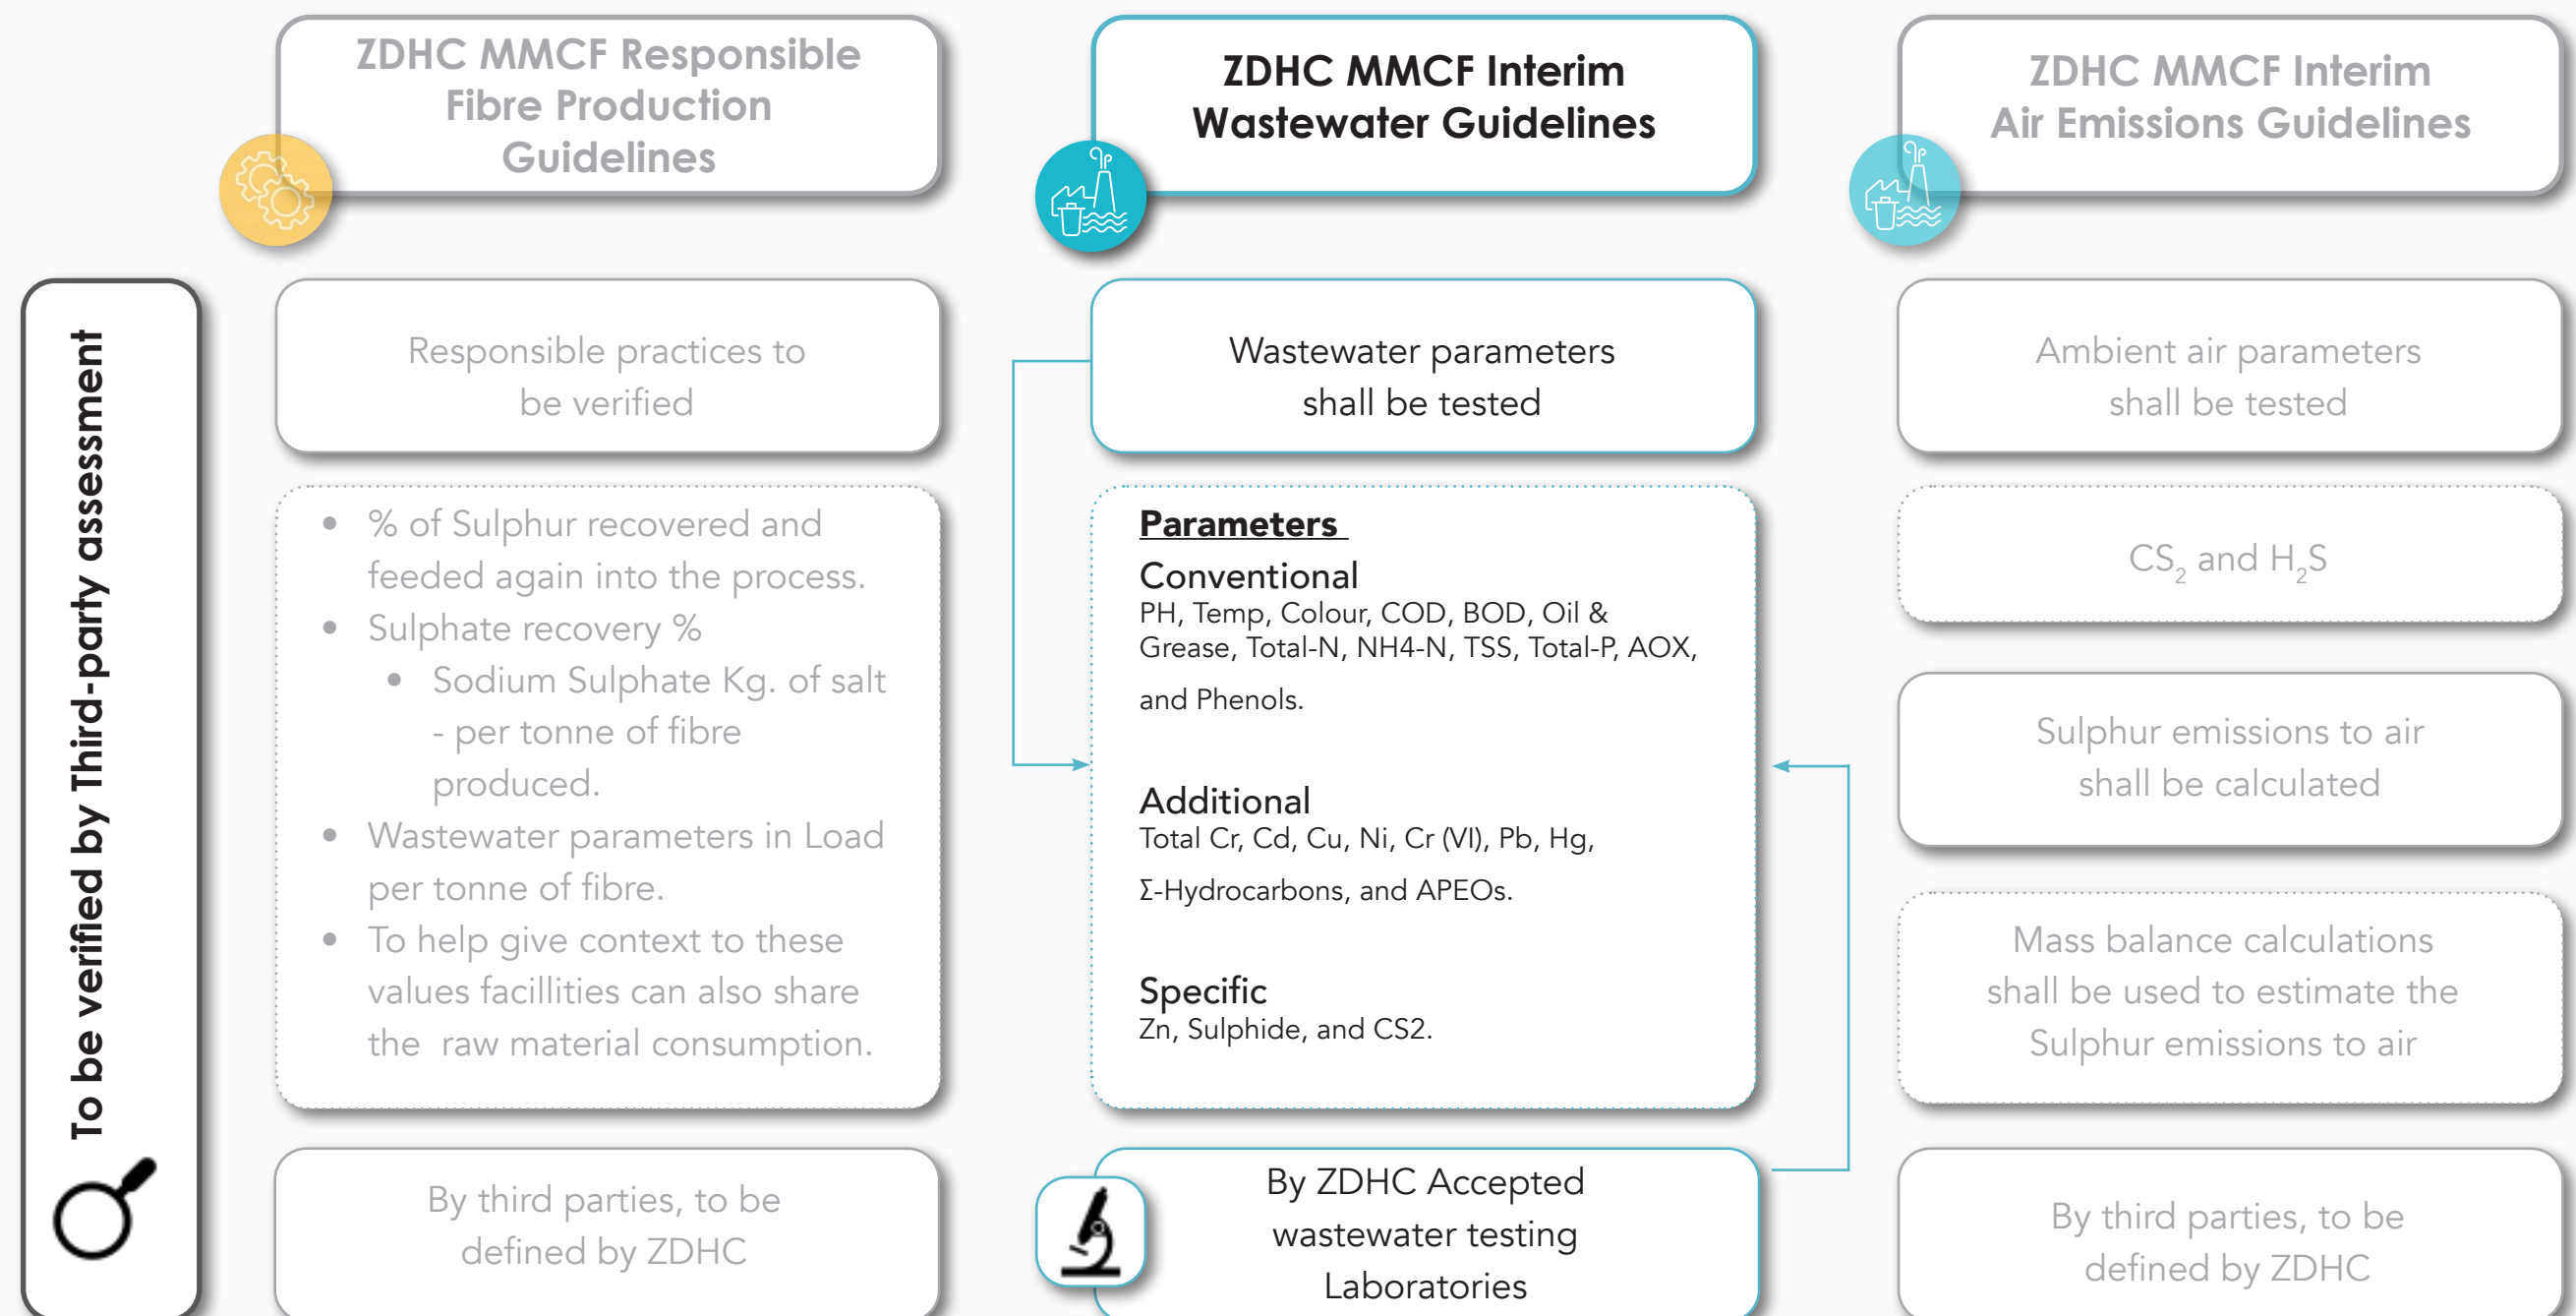 ZDHC MMCF Responsible
Fibre Production
Guidelines
ZDHC MMCF Interim
Wastewater Guidelines
ZDHC MMCF Interim
Air Emissions Guidelines
To be verified by Third-party assessment
Responsible practices to
be verified
• % of Sulphur recovered and
feeded again into the process.
• Sulphate recovery %
• Sodium Sulphate Kg. of salt
- per tonne of fibre
produced.
• Wastewater parameters in Load
per tonne of fibre.
• To help give context to these
values facillities can also share
the raw material consumption.
By third parties, to be
defined by ZDHC
Wastewater parameters
shall be tested
Parameters
Conventional
PH, Temp, Colour, COD, BOD, Oil &
Grease, Total-N, NH4-N, TSS, Total-P, AOX,
and Phenols.
Additional
Total Cr, Cd, Cu, Ni, Cr (VI), Pb, Hg,
Σ-Hydrocarbons, and APEOs.
Specific
Zn, Sulphide, and CS2.
By ZDHC Accepted
wastewater testing
Laboratories
Ambient air parameters
shall be tested
CS₂ and H₂S
Sulphur emissions to air
shall be calculated
Mass balance calculations
shall be used to estimate the
Sulphur emissions to air
By third parties, to be
defined by ZDHC